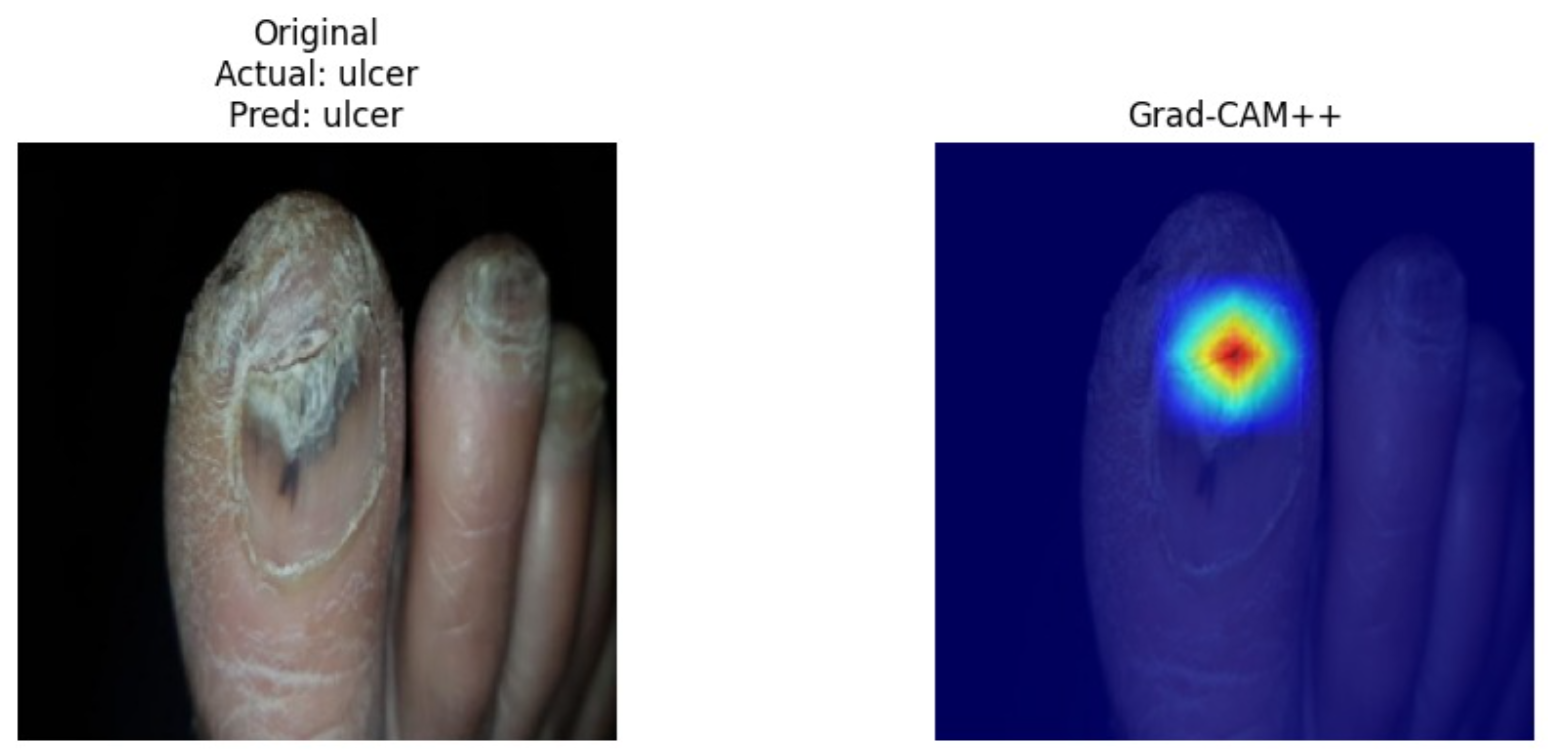 Original
Actual: ulcer
Pred: ulcer
Grad-CAM++